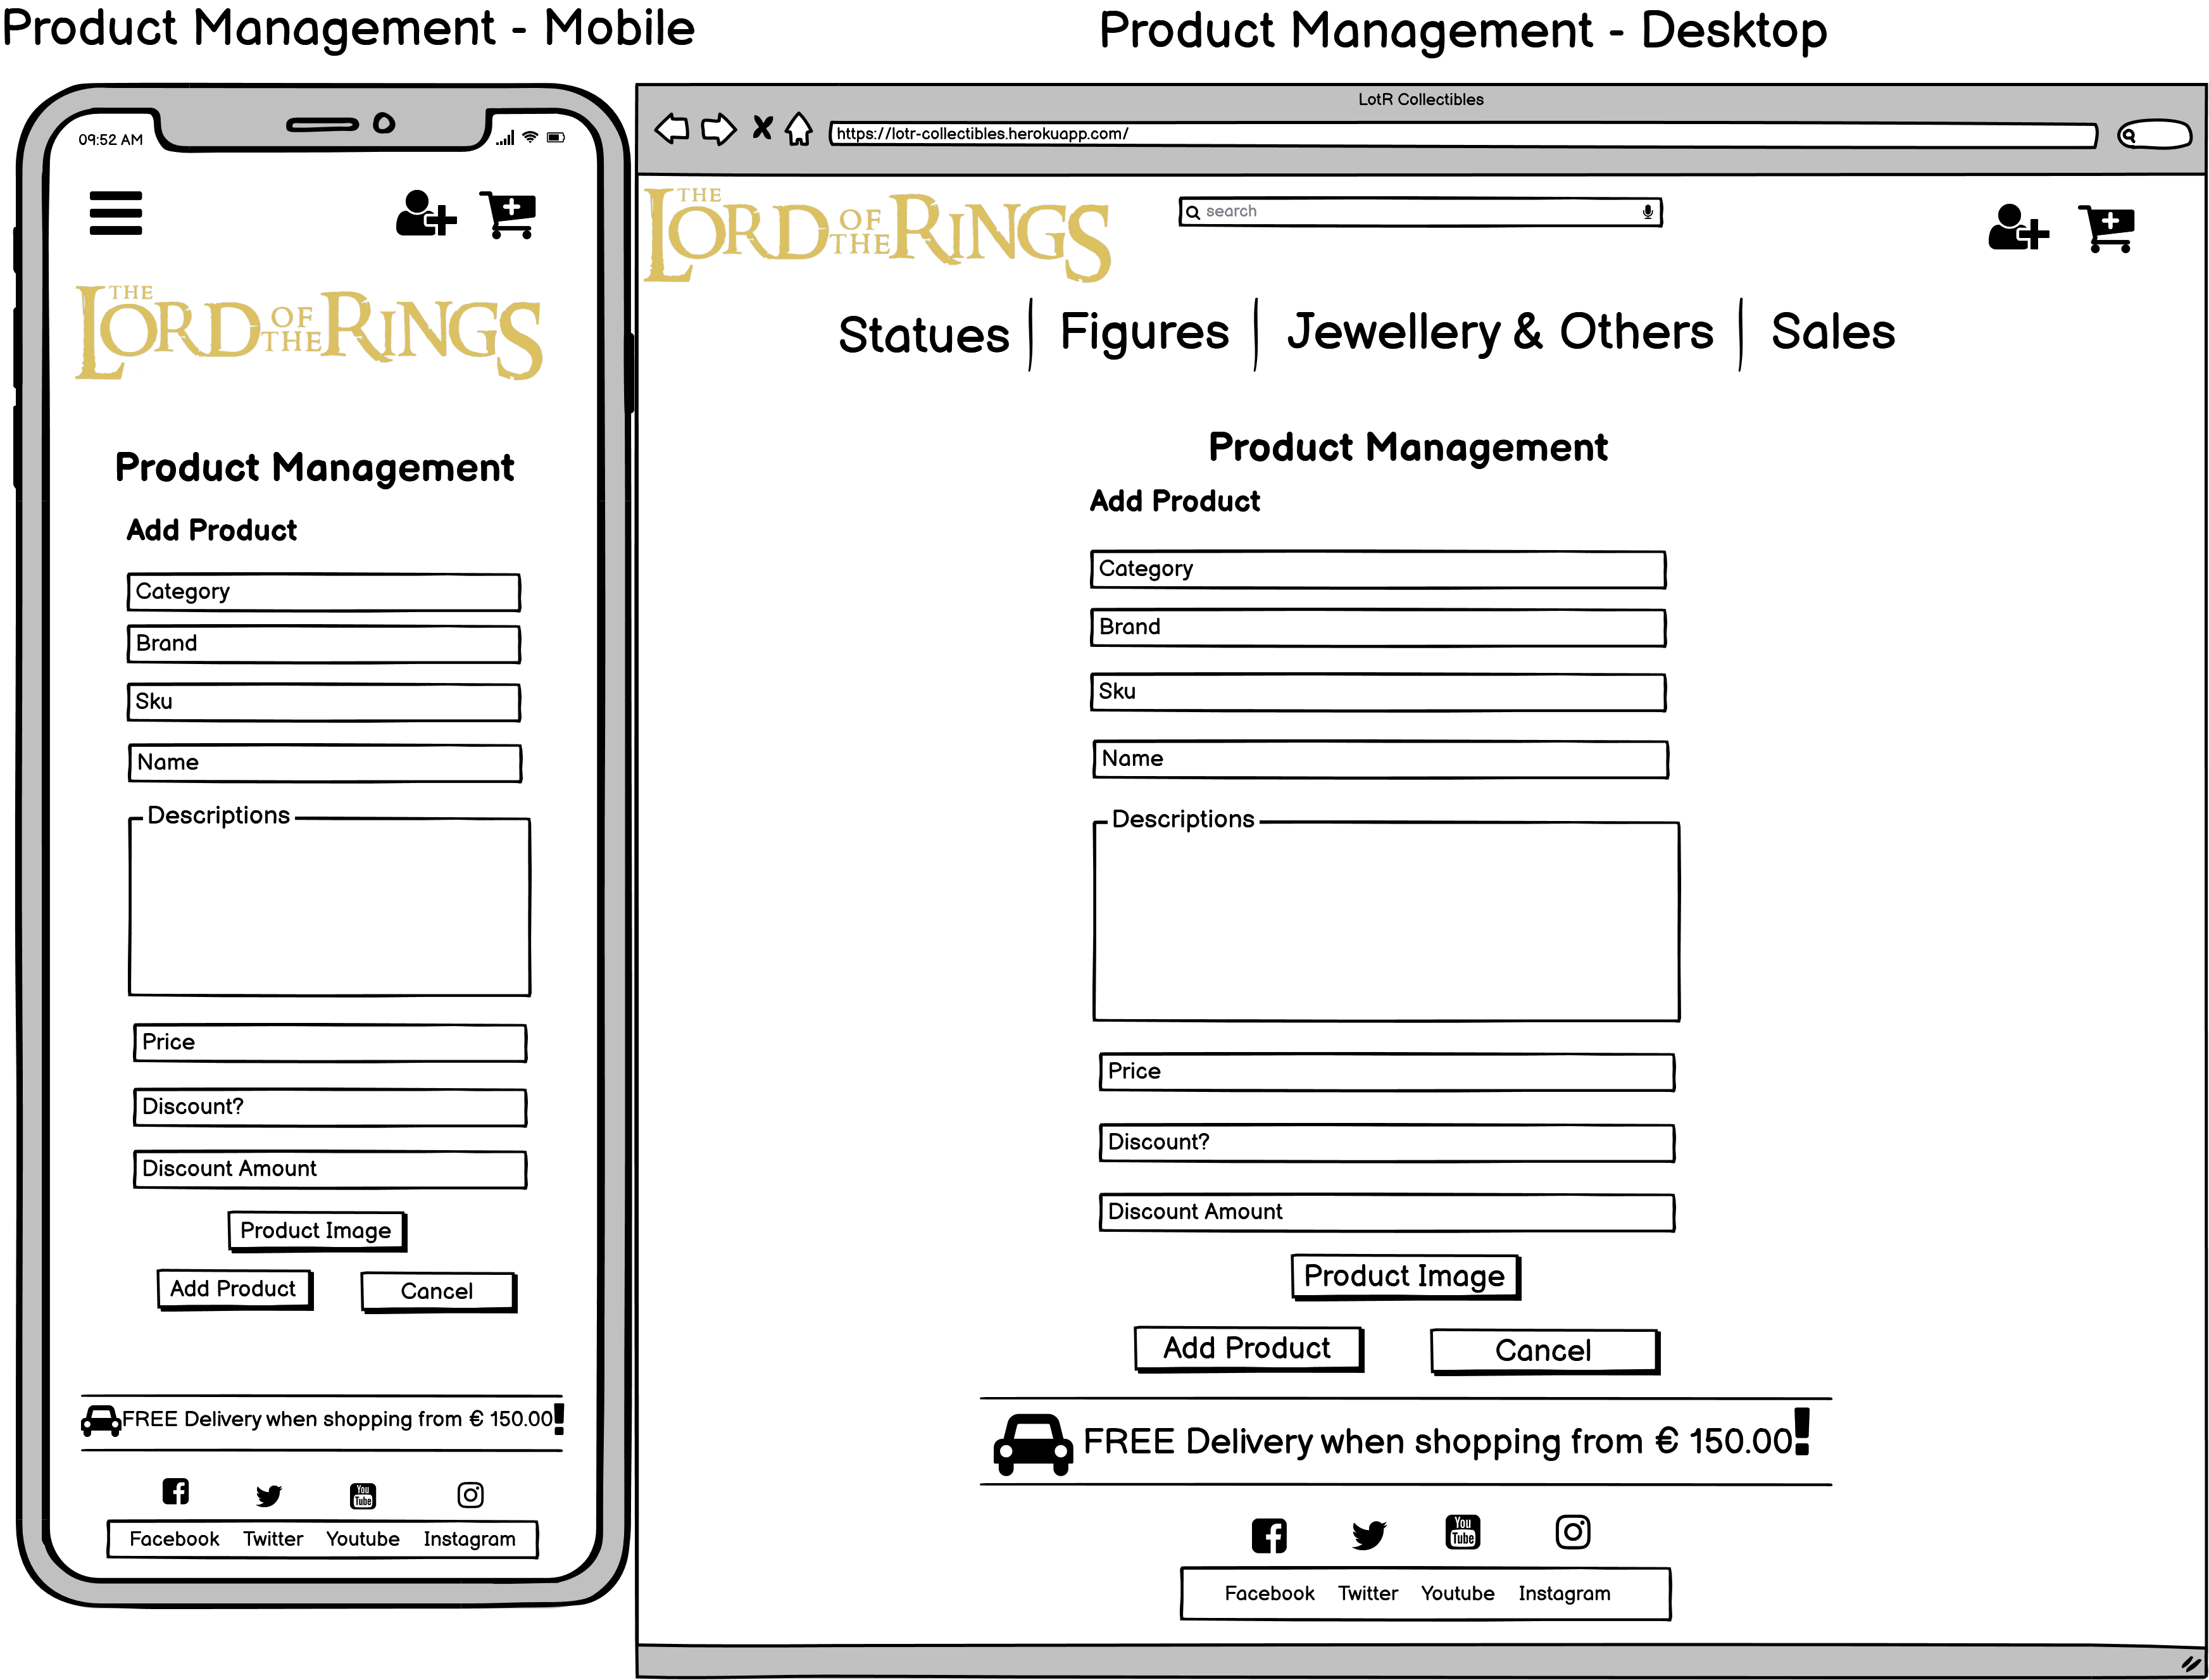 Product Management - Mobile
09:52 AM
THE LORD OF THE RINGS
Product Management
Add Product
Category
Brand
Sku
Name
Descriptions
Price
Discount?
Discount Amount
Product Image
Add Product Cancel
FREE Delivery when shopping from € 150.00!
You Tube
Facebook Twitter Youtube Instagram
Product Management - Desktop
LotR Collectibles
https://lotr-collectibles.herokuapp.com/
THE LORD OF THE RINGS
search
Statues Figures Jewellery & Others Sales
Product Management
Add Product
Category
Brand
Sku
Name
Descriptions
Price
Discount?
Discount Amount
Product Image
Add Product Cancel
FREE Delivery when shopping from € 150.00!
You Tube
Facebook Twitter Youtube Instagram